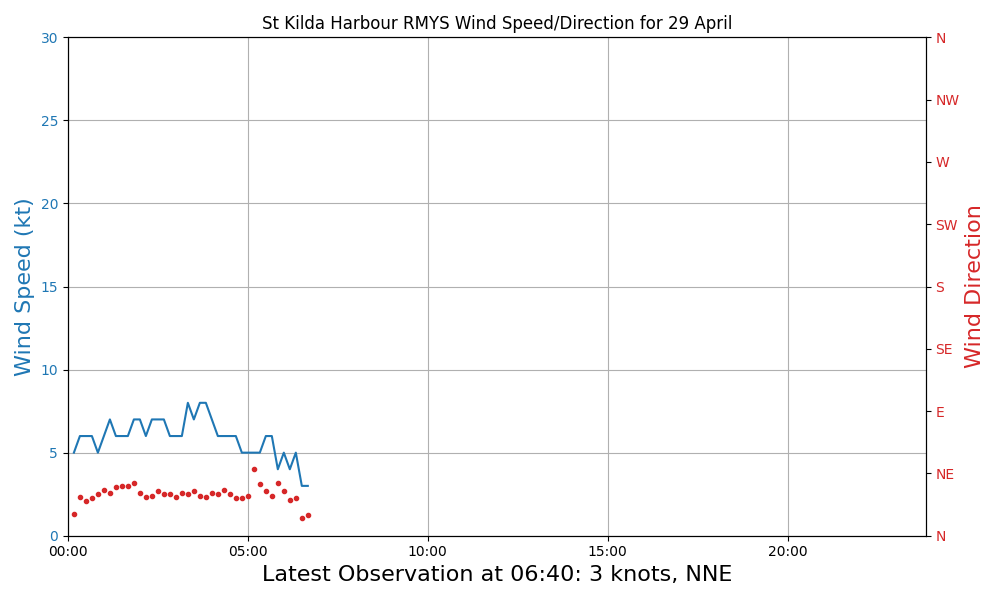 St Kilda Harbour RMYS Wind Speed/Direction for 29 April
30
25
20
15
10
5
0
Wind Speed (kt)
N
NW
W
SW
S
SE
E
NE
N
Wind Direction
00:00 05:00 10:00 15:00 20:00
Latest Observation at 06:40: 3 knots, NNE